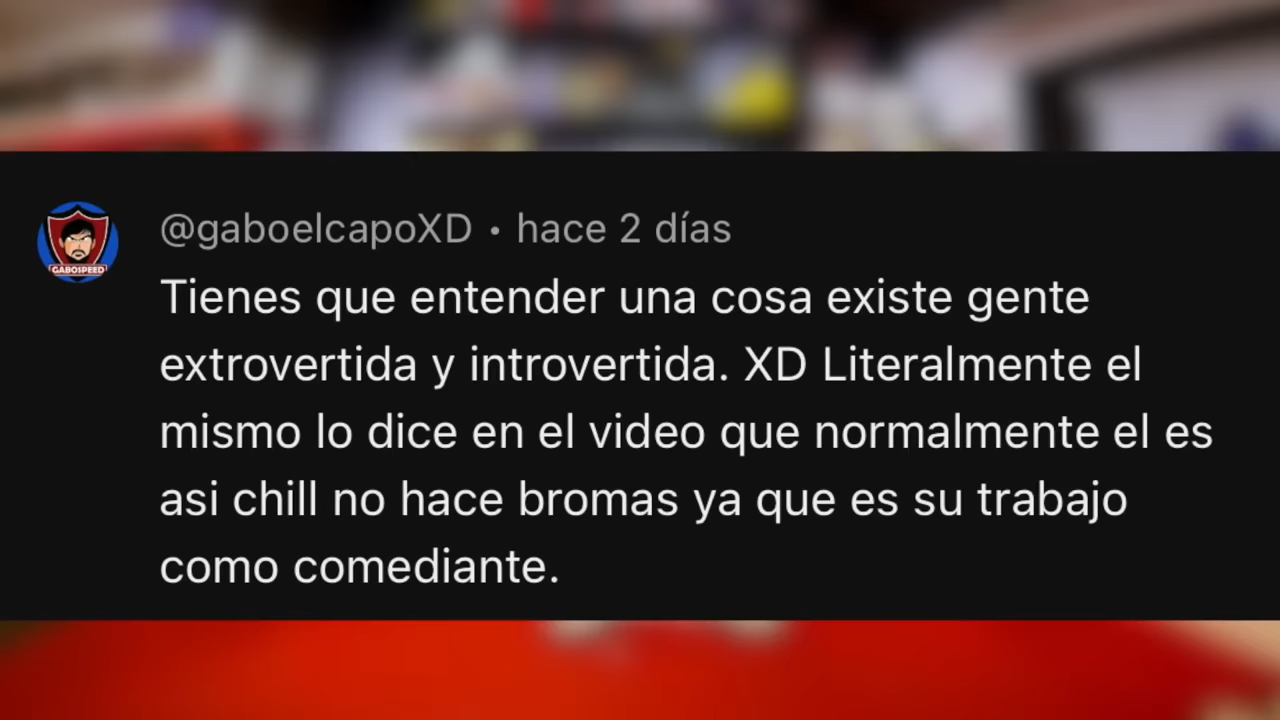 @gaboelcapoXD • hace 2 días
GABOSPEED
Tienes que entender una cosa existe gente
extrovertida y introvertida. XD Literalmente el
mismo lo dice en el video que normalmente el es
asi chill no hace bromas ya que es su trabajo
como comediante.